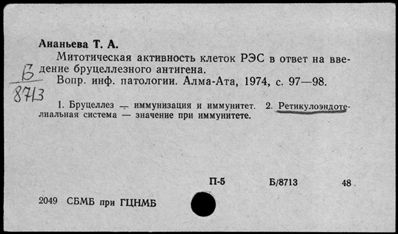 Ананьева Т. А.
Митотическая активность клеток РЭС в ответ на вве-
дение бруцеллезного антигена.
Вопр. инф. патологии. Алма-Ата, 1974, с. 97—98.
Б
8713
1. Бруцеллез — иммунизация и иммунитет. 2. Ретикулоэндоте-
лиальная система — значение при иммунитете.
П-5 Б/8713 48
2049 СБМБ при ГЦНМБ